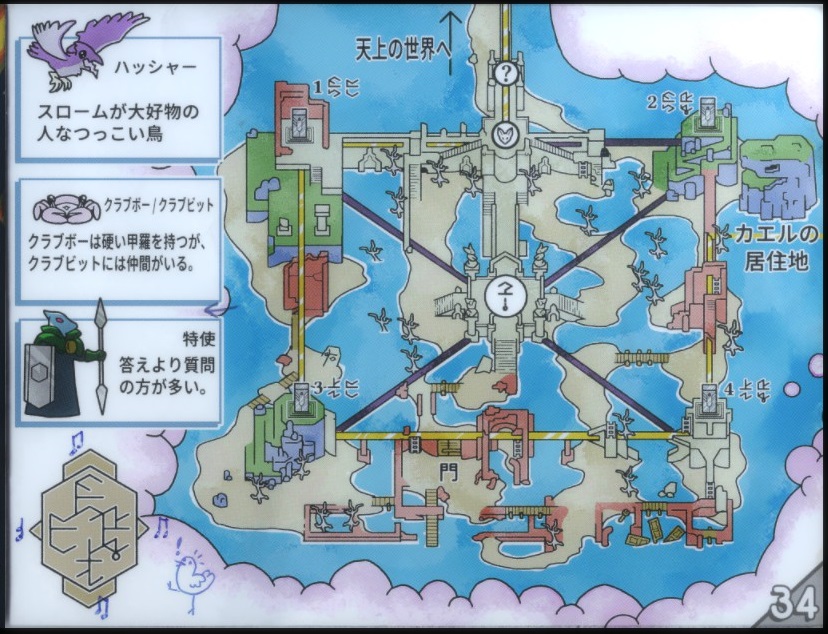 天上の世界へ
ハッシャー
スロームが大好物の
人なつっこい鳥
クラブボー/クラブビット
クラブボーは硬い甲羅を持つが、
クラブビットには仲間がいる。
特使
答えより質問
の方が多い。
?
1
2
カエルの
居住地
3
4
門
!
34